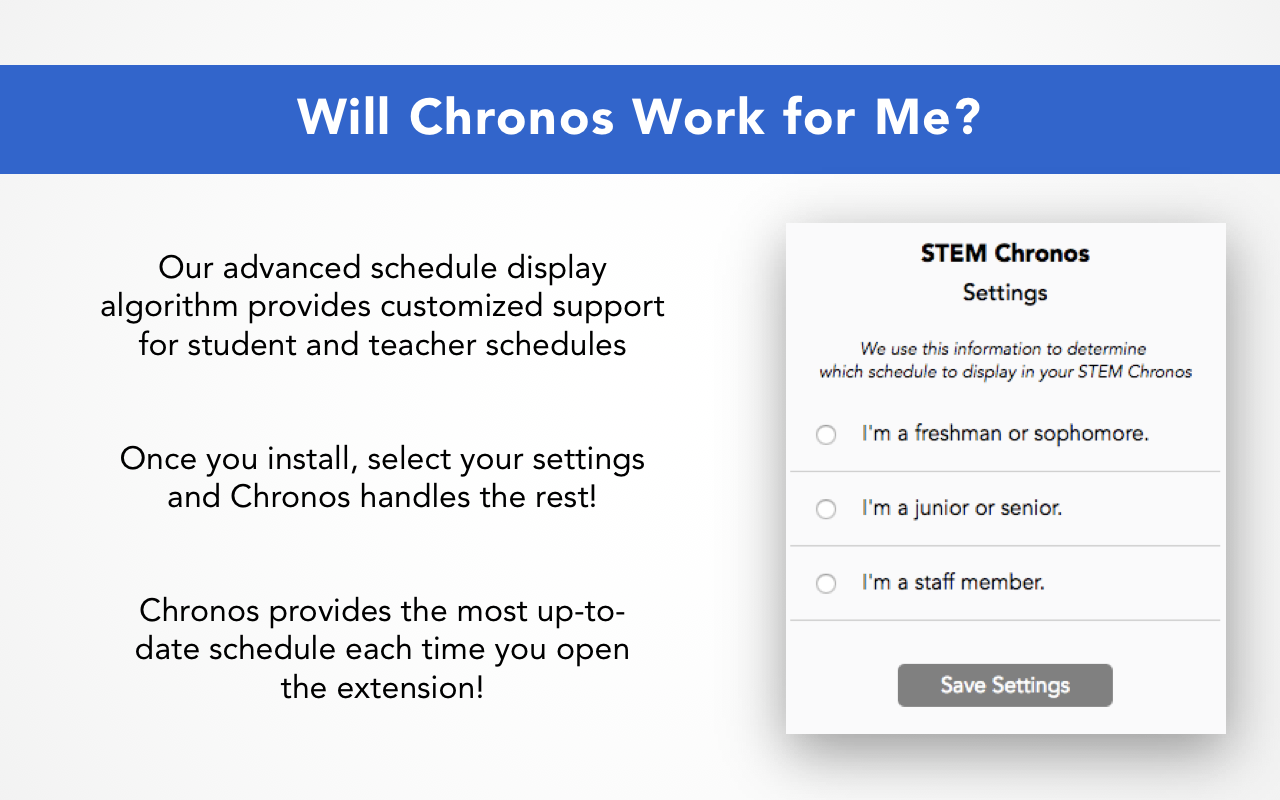 Will Chronos Work for Me?
Our advanced schedule display
algorithm provides customized support
for student and teacher schedules
Once you install, select your settings
and Chronos handles the rest!
Chronos provides the most up-to-
date schedule each time you open
the extension!
STEM Chronos
Settings
We use this information to determine
which schedule to display in your STEM Chronos
I'm a freshman or sophomore.
I'm a junior or senior.
I'm a staff member.
Save Settings